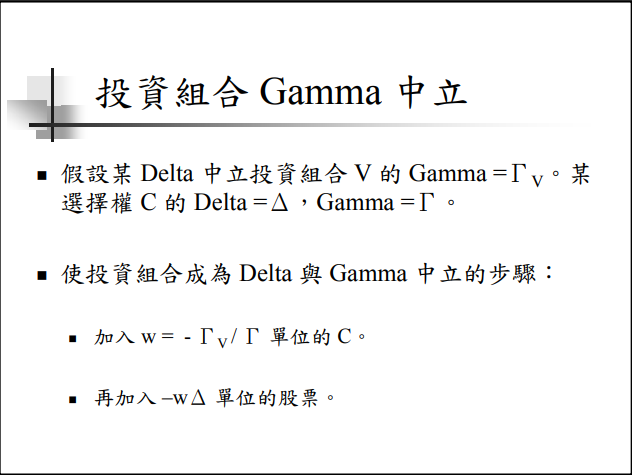 投資組合 Gamma 中立
■ 假設某 Delta 中立投資組合 V 的 Gamma =Γ V。某
選擇權 C 的 Delta =Δ，Gamma =Γ。
■ 使投資組合成為 Delta 與 Gamma 中立的步驟：
■ 加入 w = - Γ V / Γ 單位的 C。
■ 再加入 –wΔ 單位的股票。